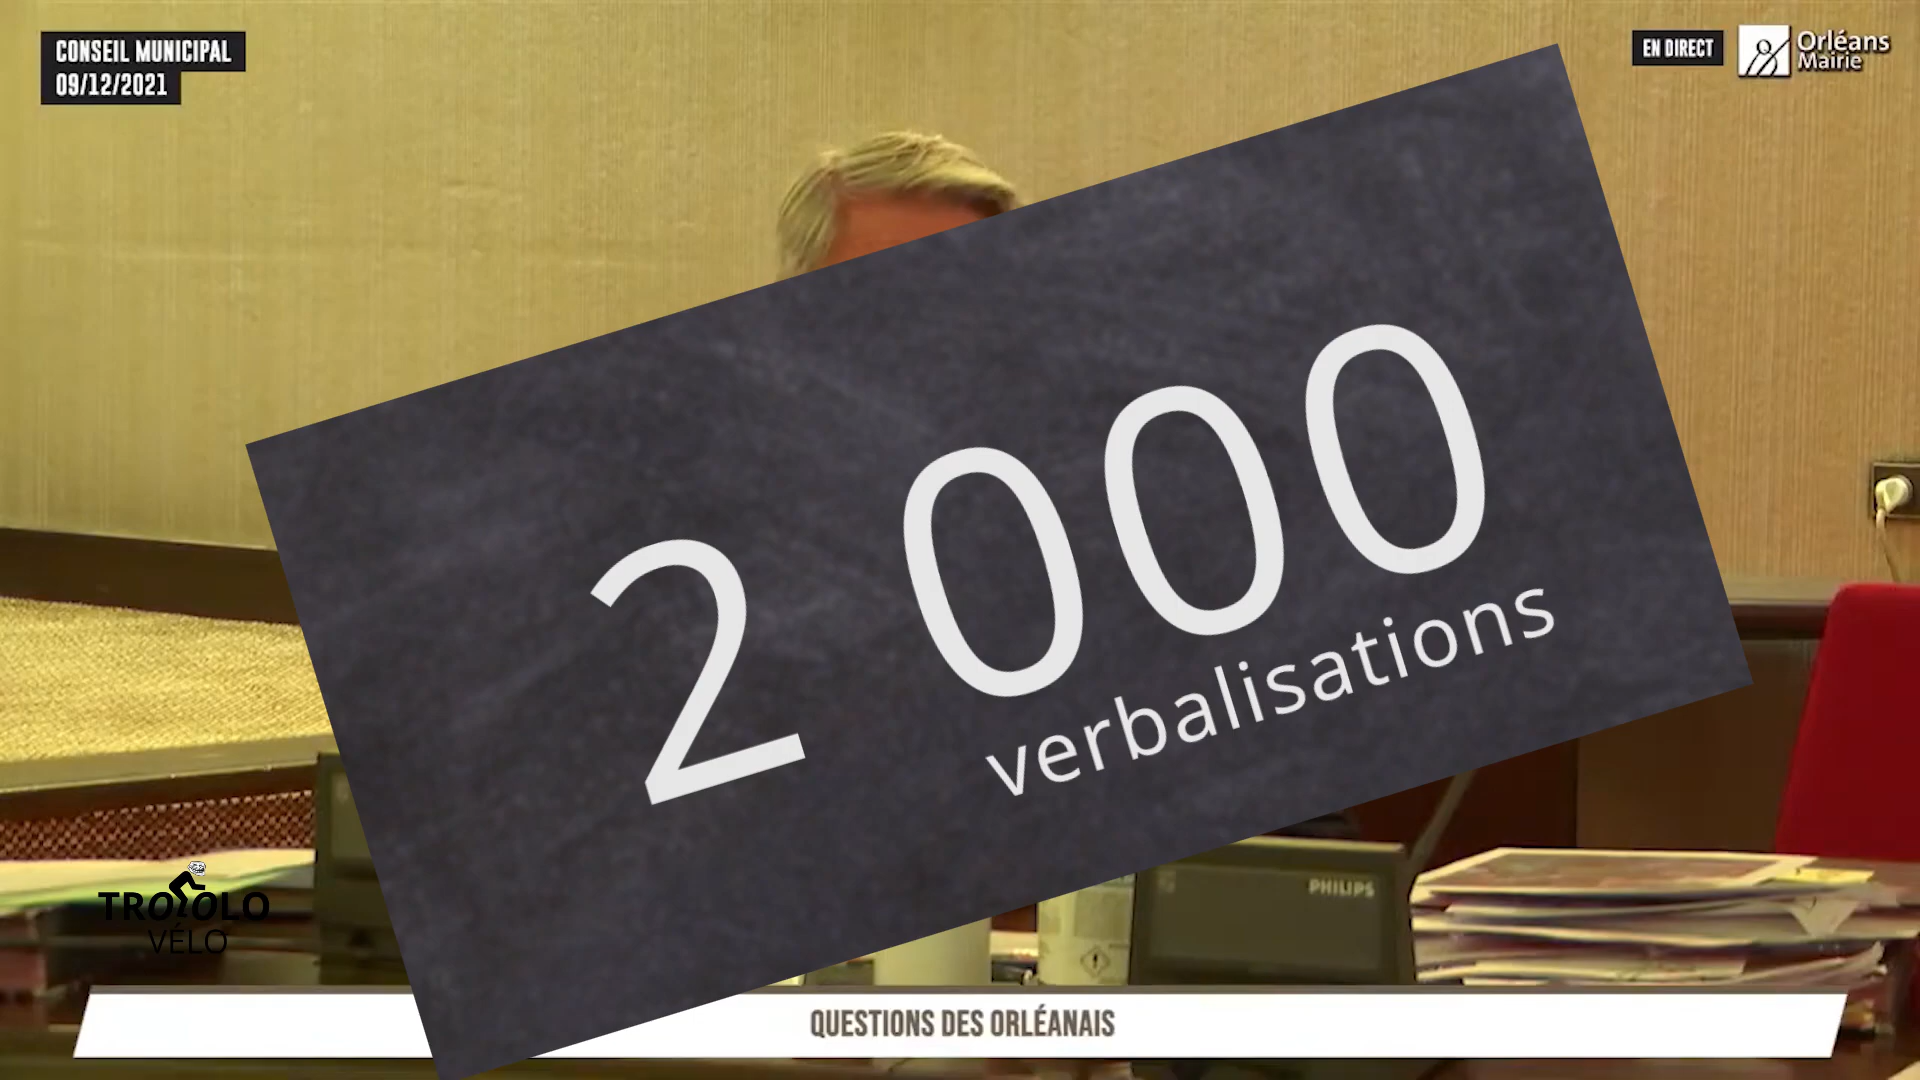 CONSEIL MUNICIPAL
09/12/2021
EN DIRECT
Orléans
Mairie
2 000
verbalisations
PHILIPS
TROLOLO
VÉLO
QUESTIONS DES ORLÉANAIS